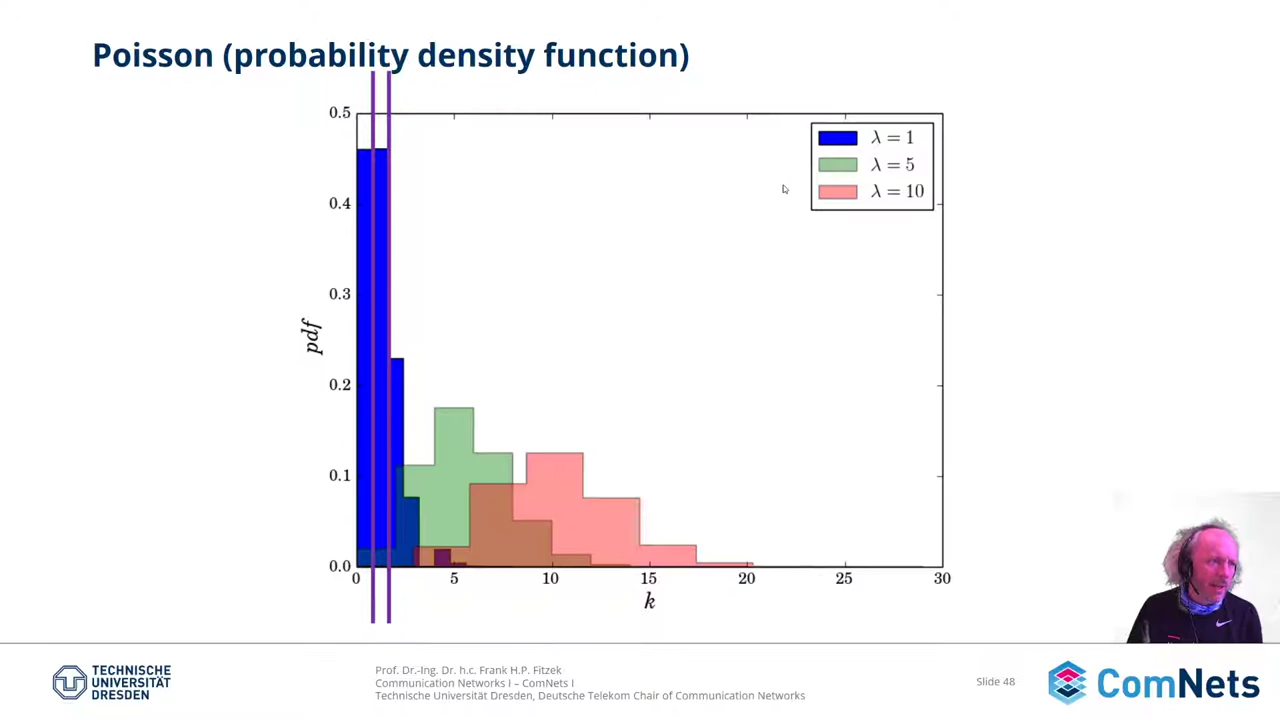 Poisson (probability density function)
0.5
0.4
0.3
0.2
0.1
0.0
pdf
0 5 10 15 20 25 30
k
λ = 1
λ = 5
λ = 10
TECHNISCHE
UNIVERSITÄT
DRESDEN
Prof. Dr.-Ing. Dr. h.c. Frank H.P. Fitzek
Communication Networks I – ComNets I
Technische Universität Dresden, Deutsche Telekom Chair of Communication Networks
Slide 48
ComNets